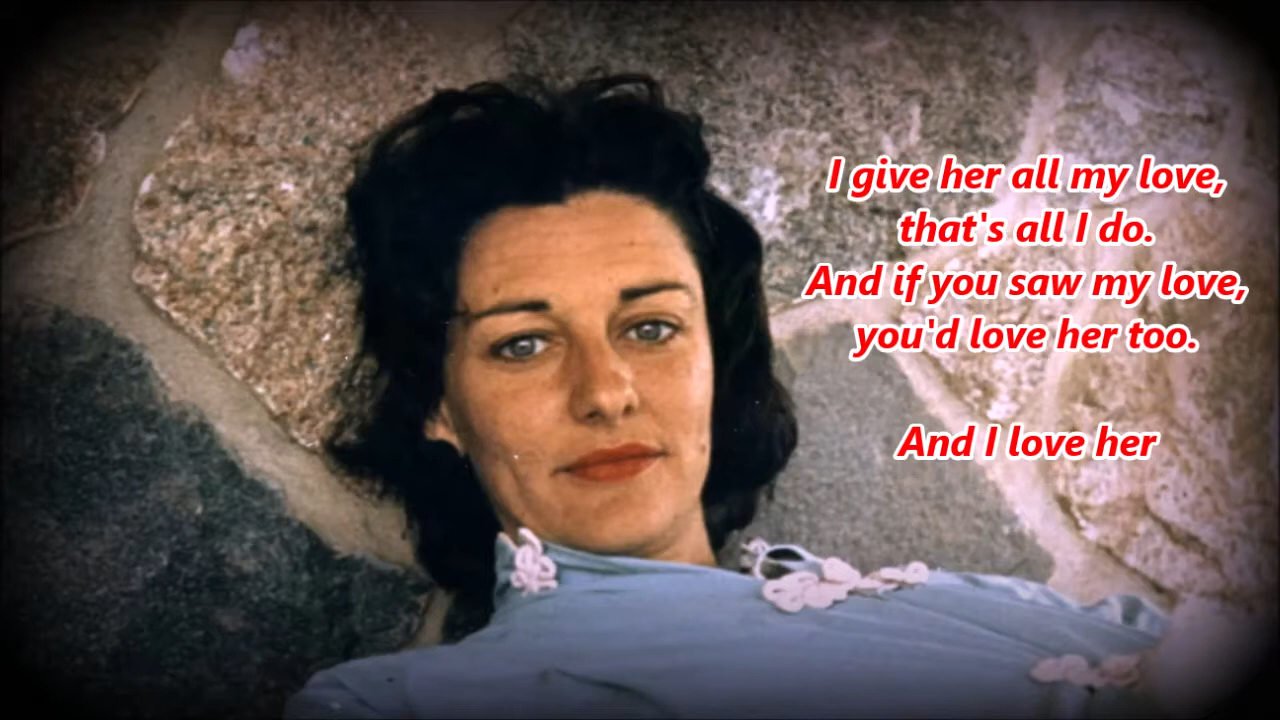 I give her all my love,
that's all I do.
And if you saw my love,
you'd love her too.
And I love her